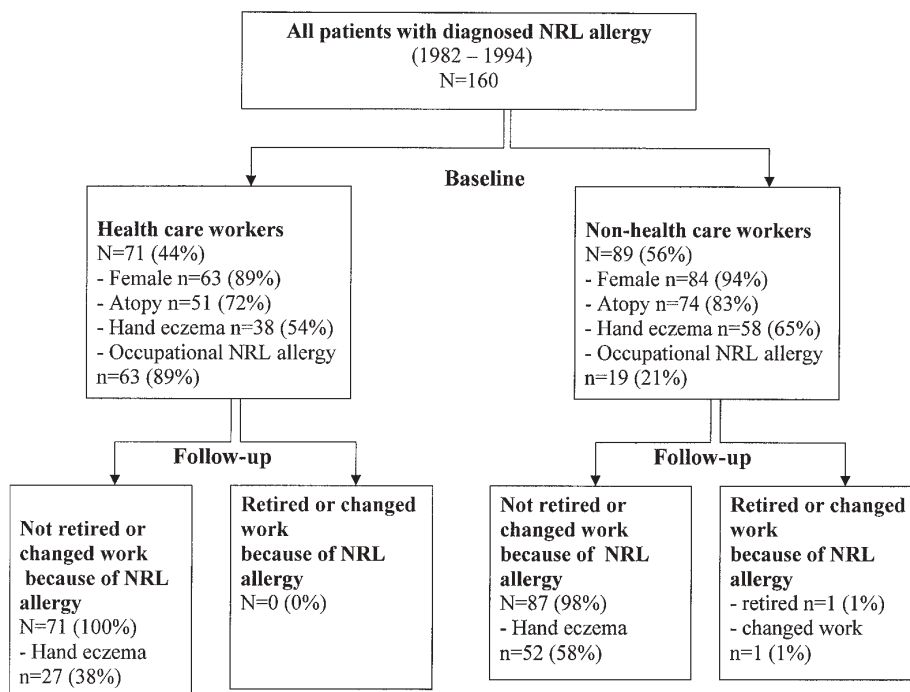 All patients with diagnosed NRL allergy
(1982 – 1994)
N=160
Baseline
Health care workers
N=71 (44%)
- Female n=63 (89%)
- Atopy n=51 (72%)
- Hand eczema n=38 (54%)
- Occupational NRL allergy
n=63 (89%)
Non-health care workers
N=89 (56%)
- Female n=84 (94%)
- Atopy n=74 (83%)
- Hand eczema n=58 (65%)
- Occupational NRL allergy
n=19 (21%)
Follow-up
Not retired or
changed work
because of NRL
allergy
N=71 (100%)
- Hand eczema
n=27 (38%)
Retired or changed
work
because of NRL
allergy
N=0 (0%)
Follow-up
Not retired or
changed work
because of NRL
allergy
N=87 (98%)
- Hand eczema
n=52 (58%)
Retired or changed
work
because of NRL
allergy
- retired n=1 (1%)
- changed work
n=1 (1%)